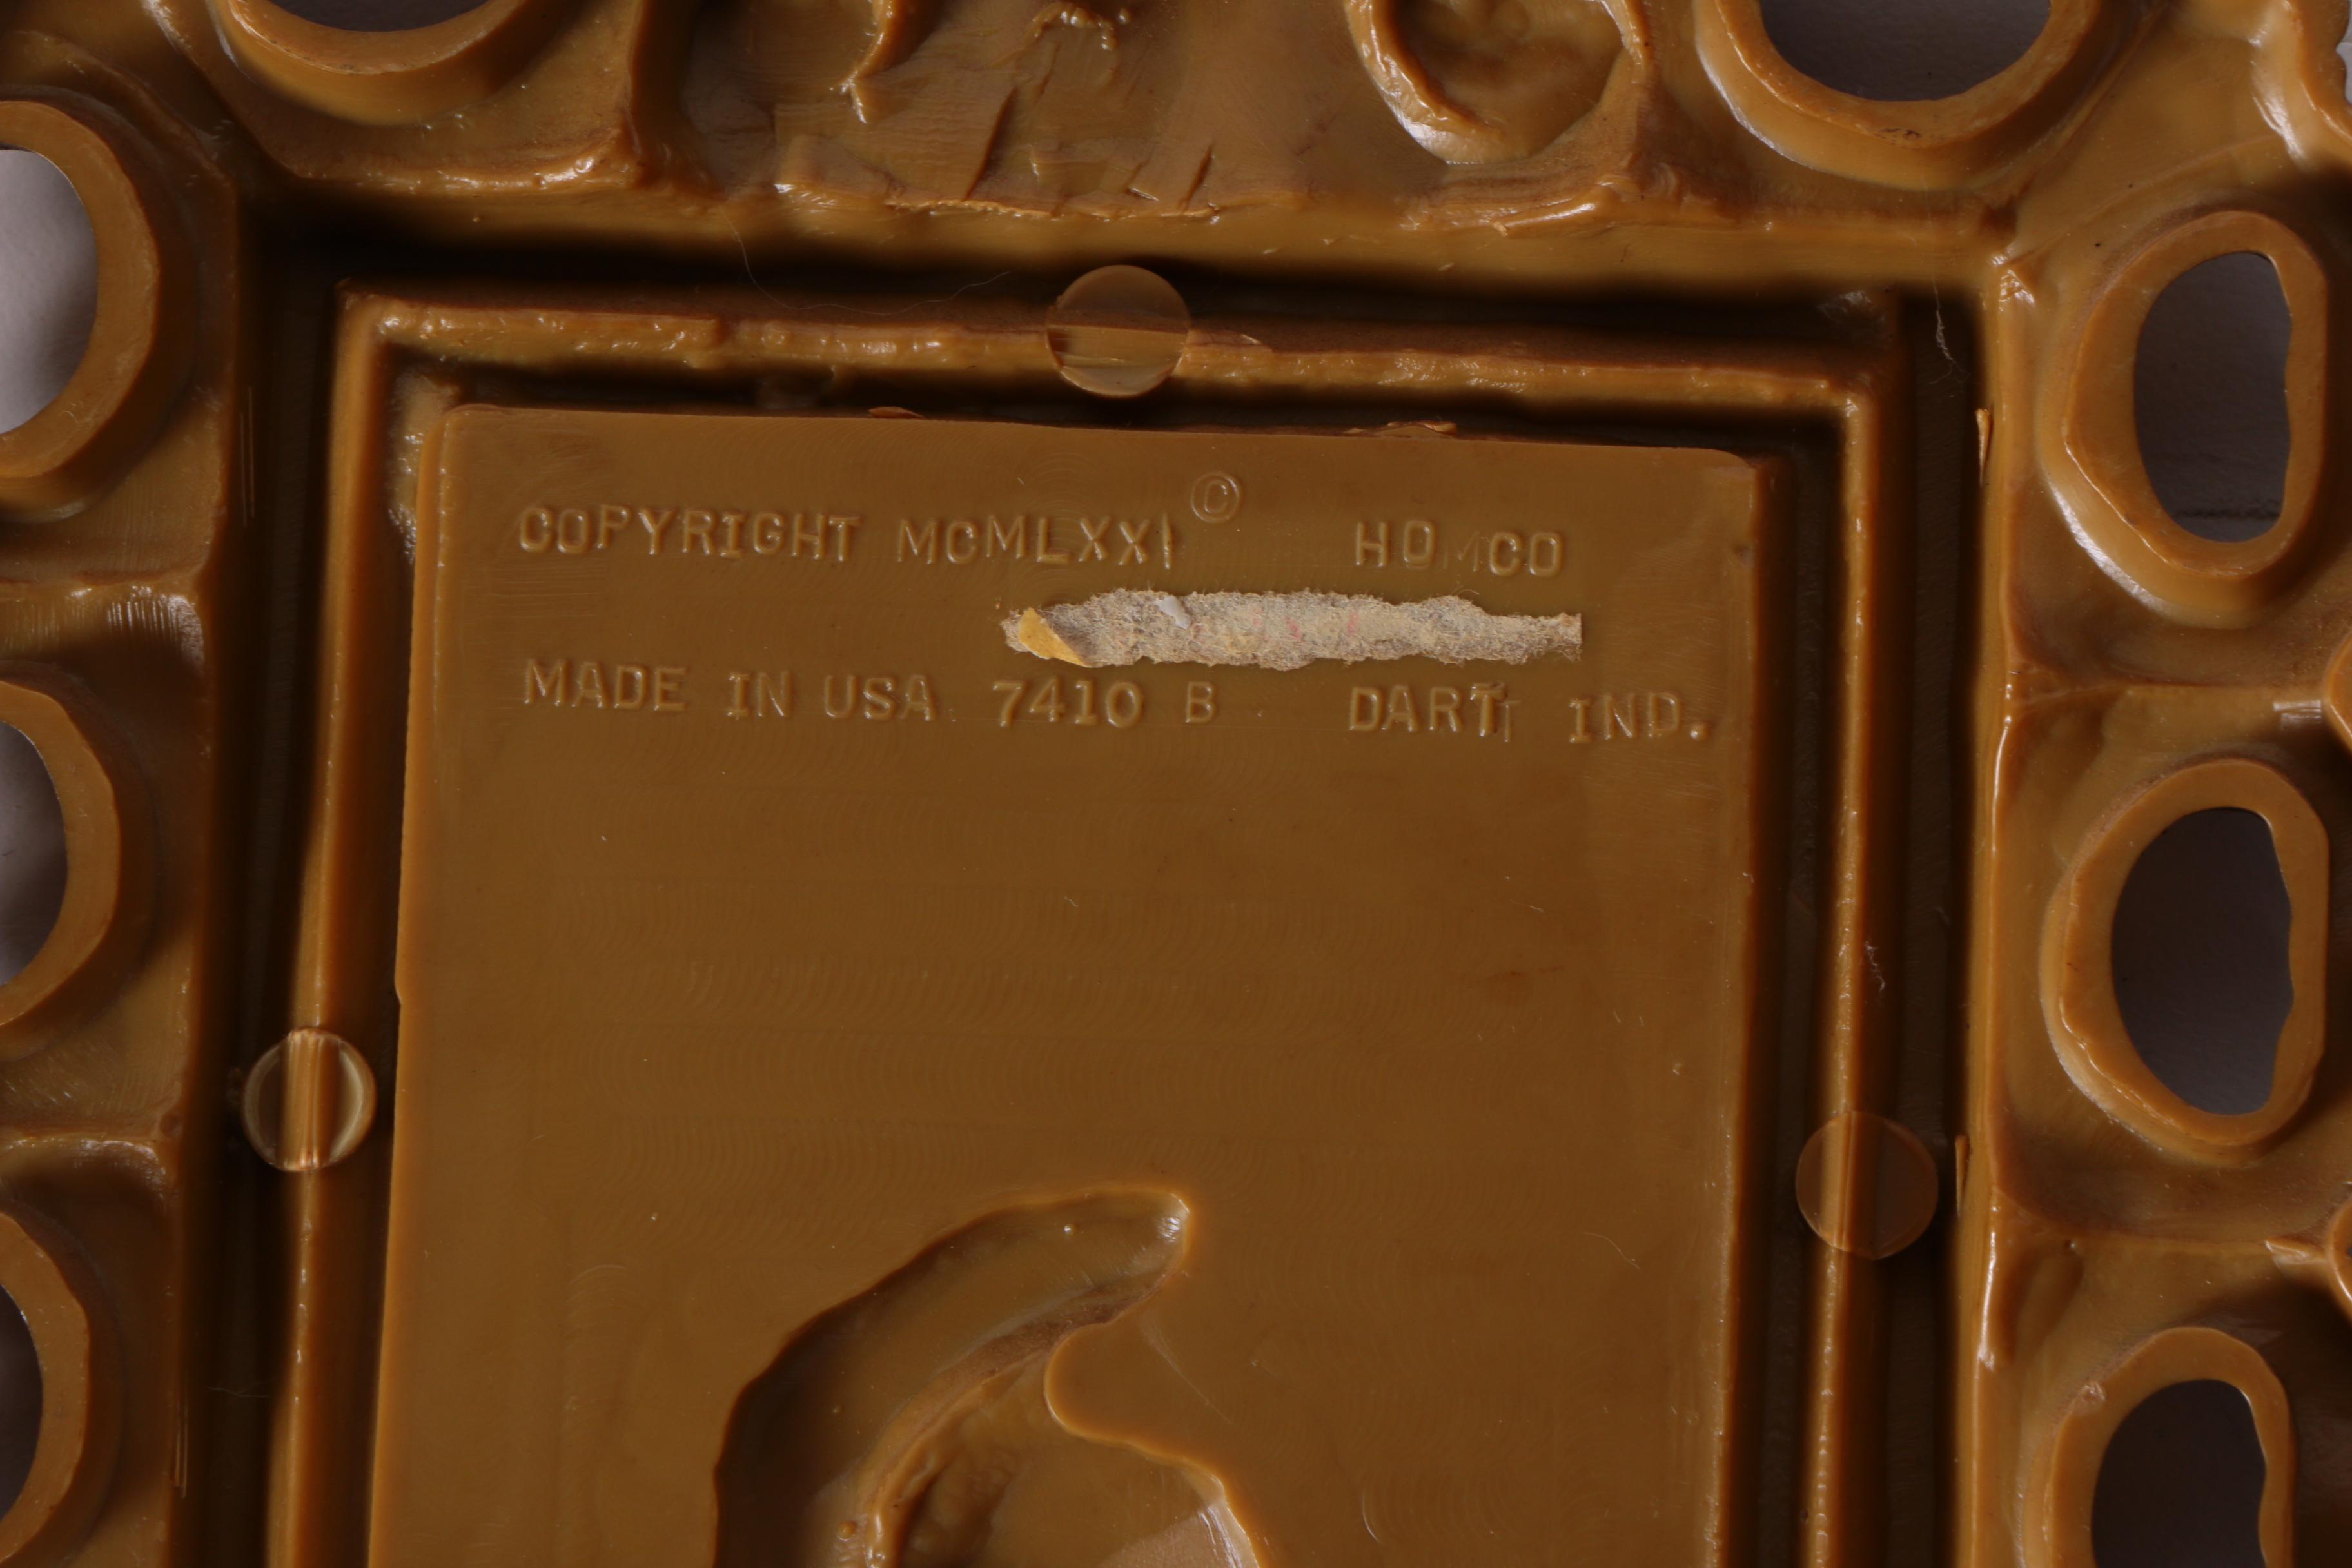 COPYRIGHT MCMLXXI © HOMCO
MADE IN USA 7410 B DART IND.